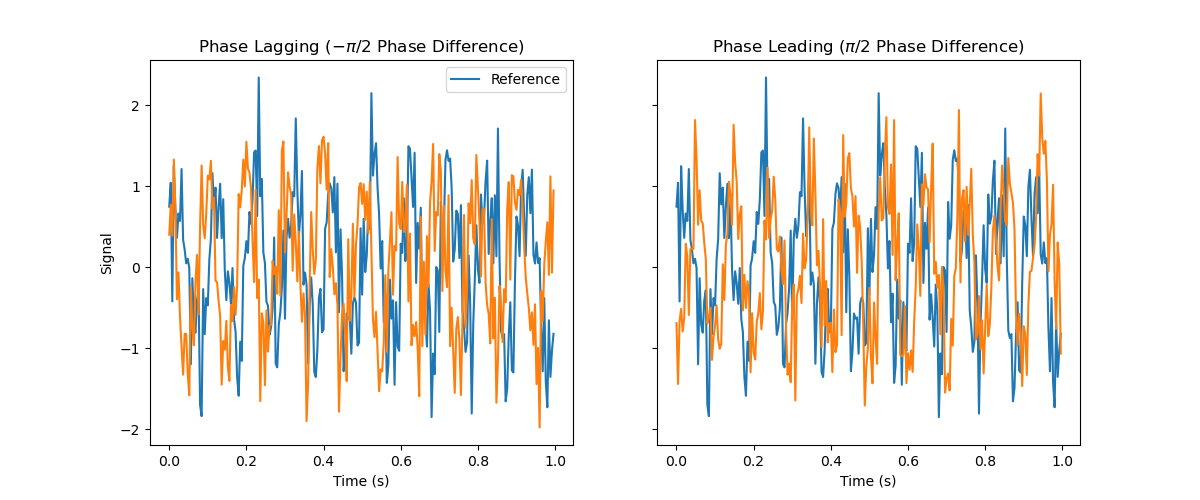 Phase Lagging (−π/2 Phase Difference)
Phase Leading (π/2 Phase Difference)
Reference
Signal
2
1
0
−1
−2
0.0 0.2 0.4 0.6 0.8 1.0
0.0 0.2 0.4 0.6 0.8 1.0
Time (s)
Time (s)